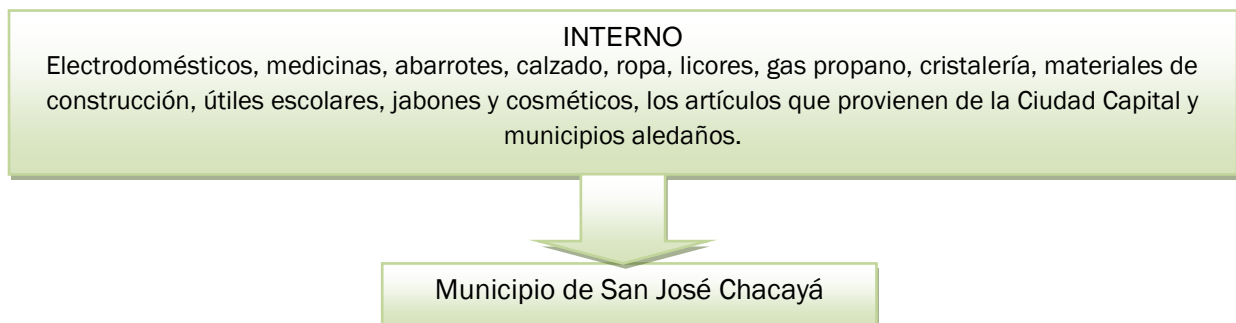 INTERNO
Electrodomésticos, medicinas, abarrotes, calzado, ropa, licores, gas propano, cristalería, materiales de
construcción, útiles escolares, jabones y cosméticos, los artículos que provienen de la Ciudad Capital y
municipios aledaños.
Municipio de San José Chacayá